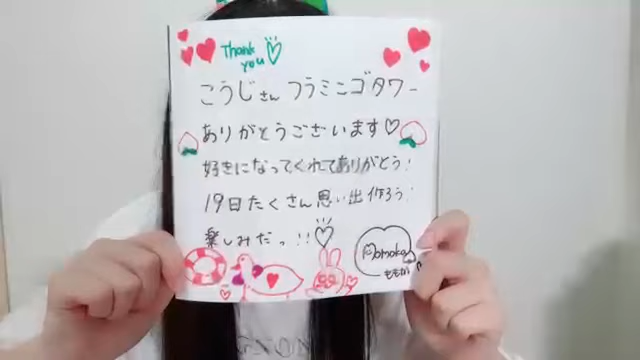 Thank
you
こうじさん フラミンゴタワー
ありがとうございます♡
好きになってくれてありがとう!
19日たくさん思い出作ろう!
楽しみだっ!!♡
Momoka
ももか